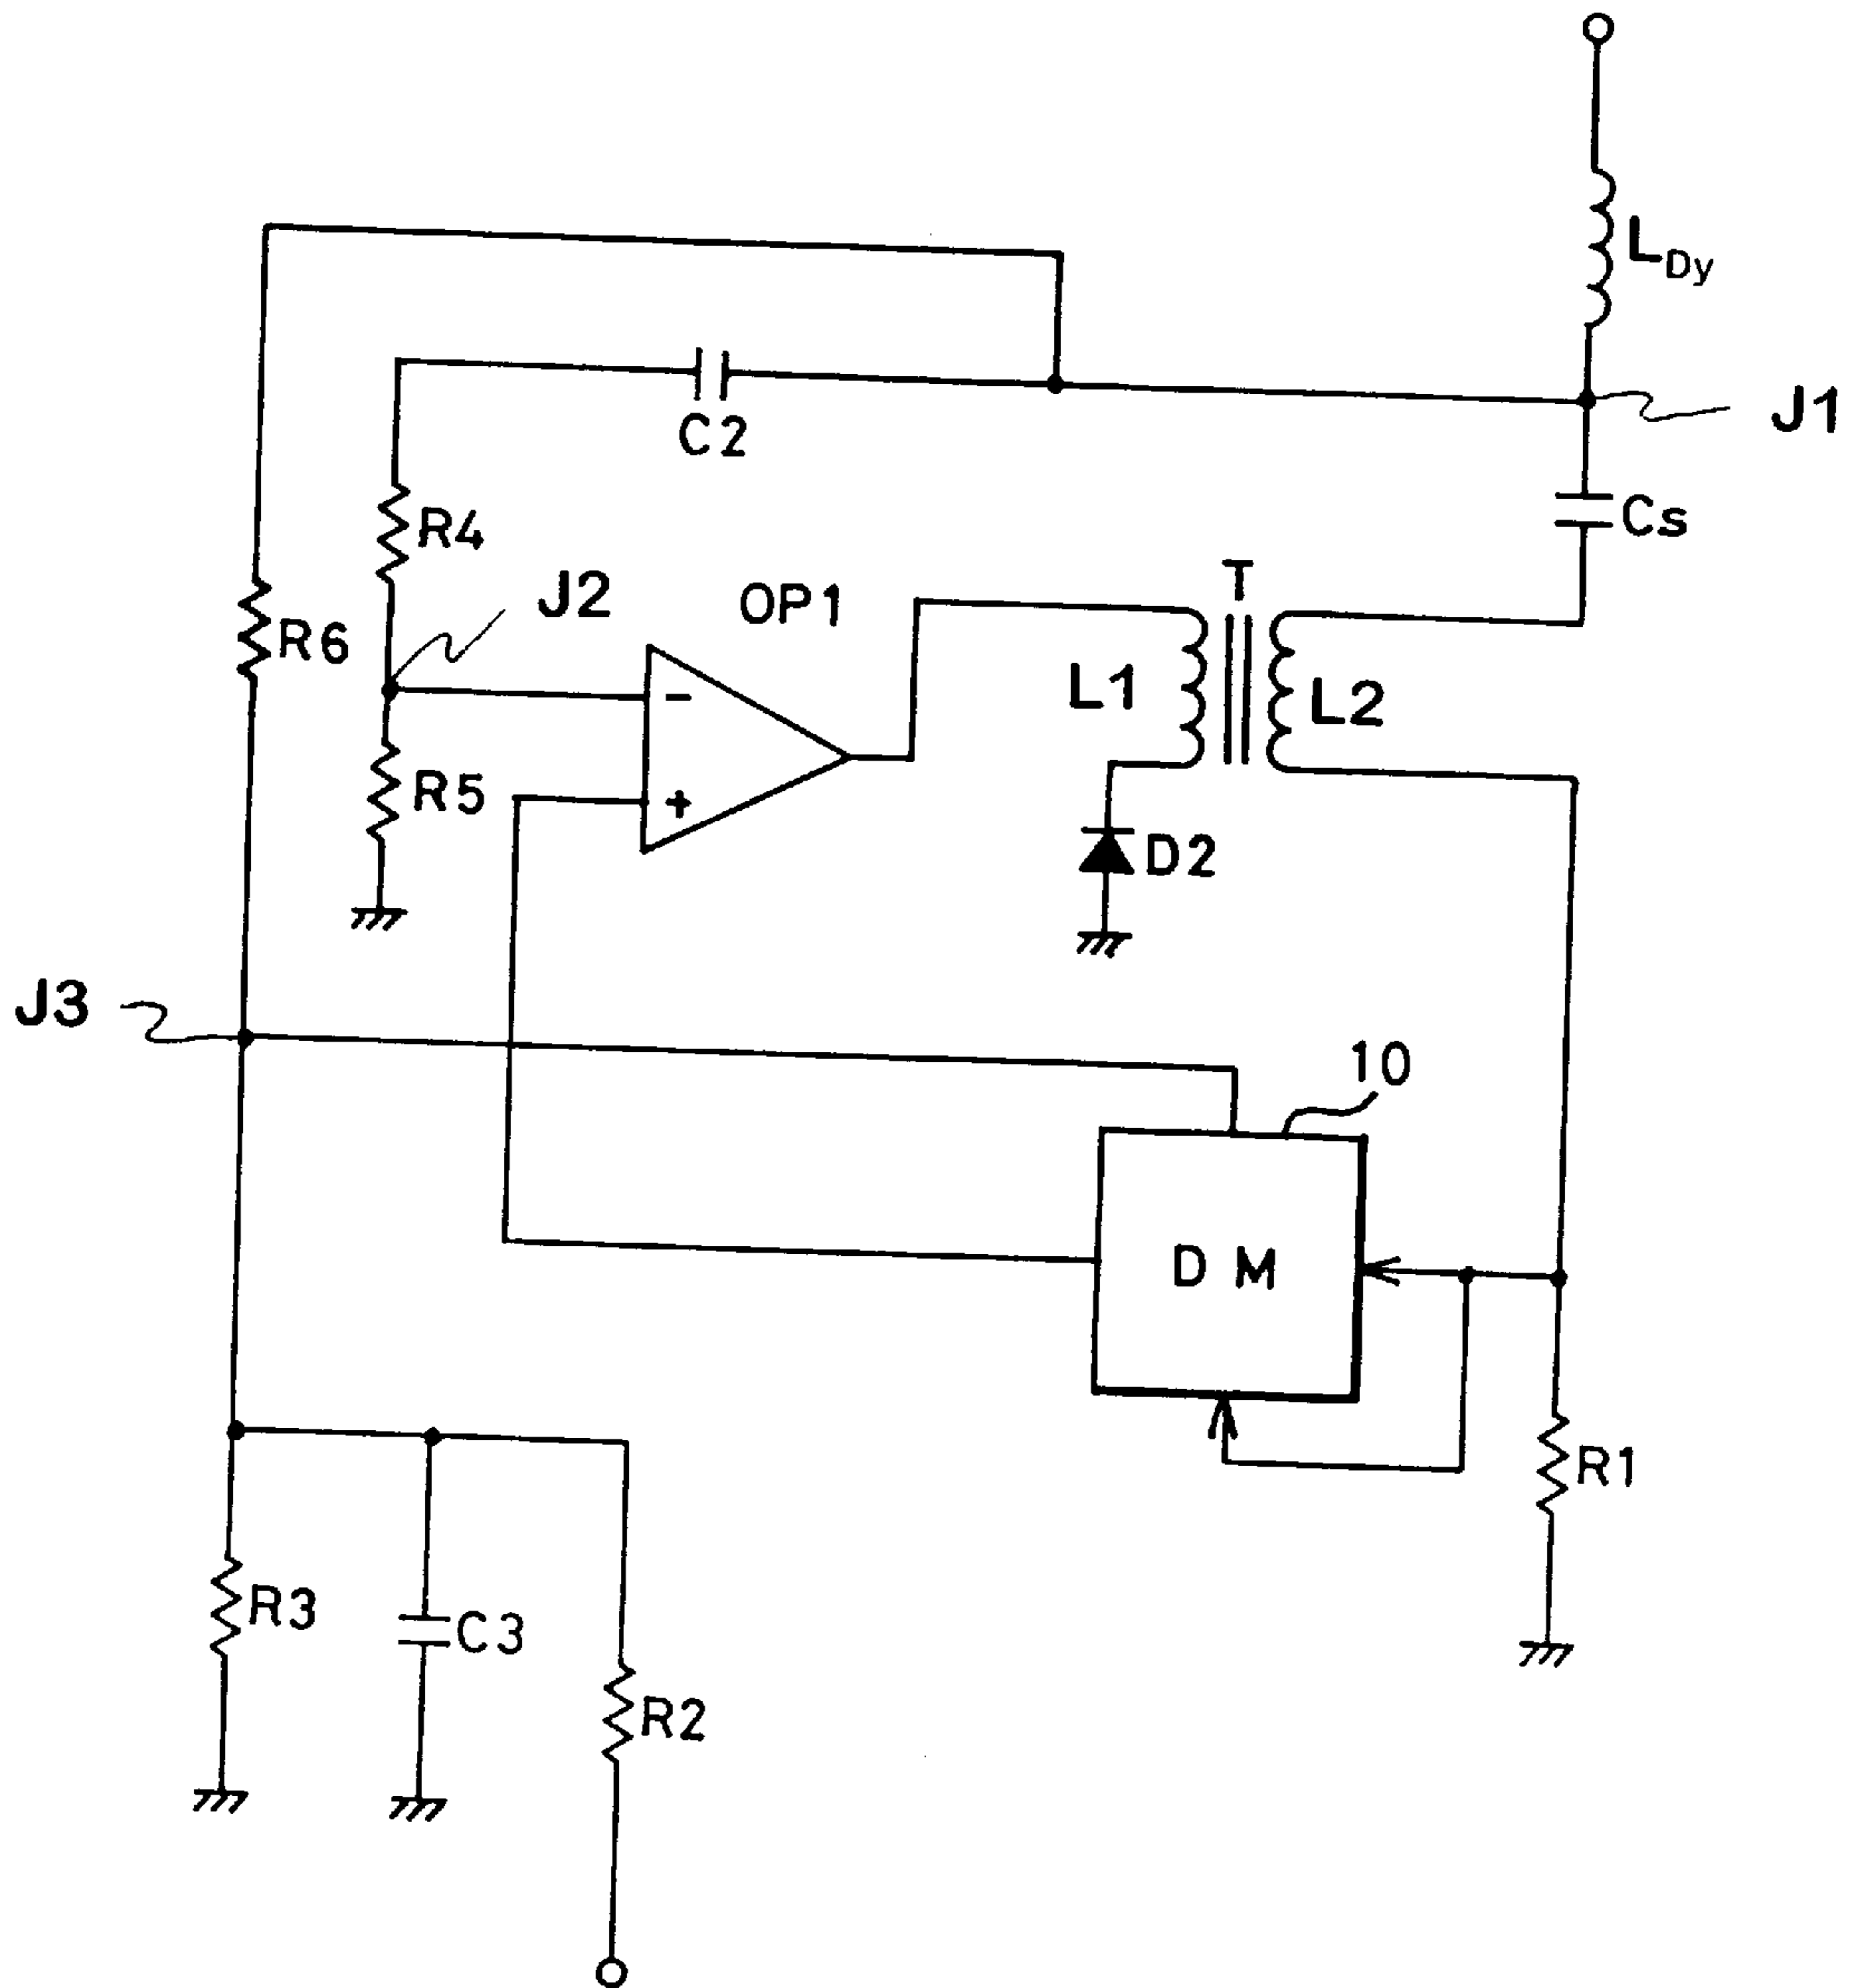 L_Dy
J1
C2
Cs
R4
T
J2
OP1
R6
L1
L2
-
R5
+
D2
J3
10
D M
R1
R3
C3
R2